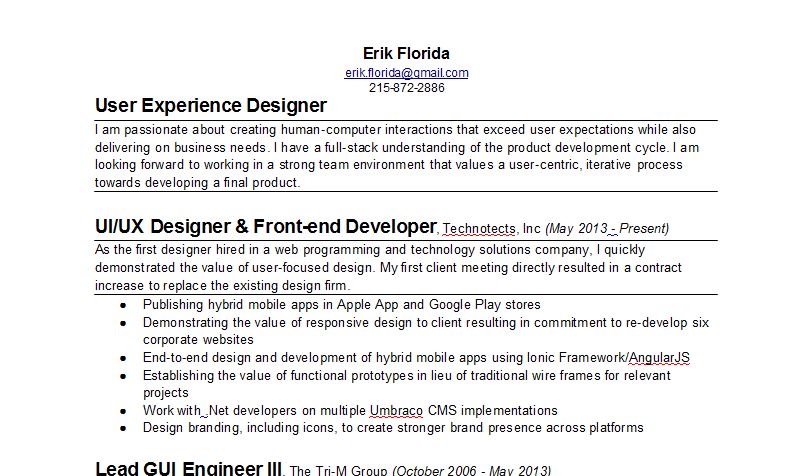 Erik Florida
erik.florida@gmail.com
215-872-2886
User Experience Designer
I am passionate about creating human-computer interactions that exceed user expectations while also
delivering on business needs. I have a full-stack understanding of the product development cycle. I am
looking forward to working in a strong team environment that values a user-centric, iterative process
towards developing a final product.
UI/UX Designer & Front-end Developer, Technotects, Inc (May 2013 - Present)
As the first designer hired in a web programming and technology solutions company, I quickly
demonstrated the value of user-focused design. My first client meeting directly resulted in a contract
increase to replace the existing design firm.
● Publishing hybrid mobile apps in Apple App and Google Play stores
● Demonstrating the value of responsive design to client resulting in commitment to re-develop six
corporate websites
● End-to-end design and development of hybrid mobile apps using Ionic Framework/AngularJS
● Establishing the value of functional prototypes in lieu of traditional wire frames for relevant
projects
● Work with .Net developers on multiple Umbraco CMS implementations
● Design branding, including icons, to create stronger brand presence across platforms
Lead GUI Engineer III, The Tri-M Group (October 2006 - May 2013)